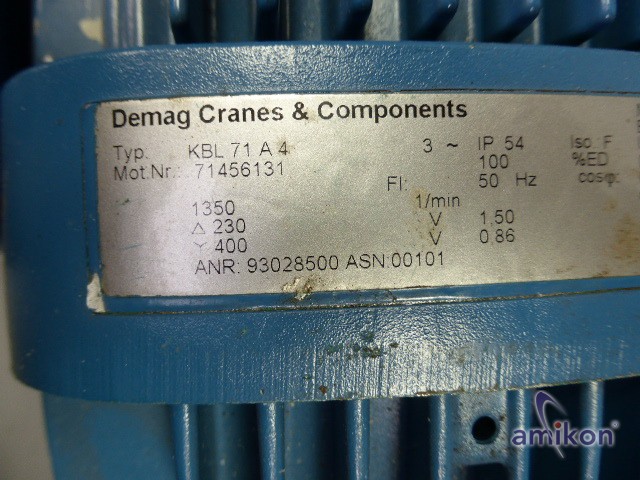 Demag Cranes & Components
Typ. KBL 71 A 4 3 ~ IP 54 Iso F
Mot.Nr.: 71456131 100 %ED
FI: 50 Hz cosφ:
1350 1/min
Δ 230 V 1.50
Y 400 V 0.86
ANR: 93028500 ASN:00101
amikon